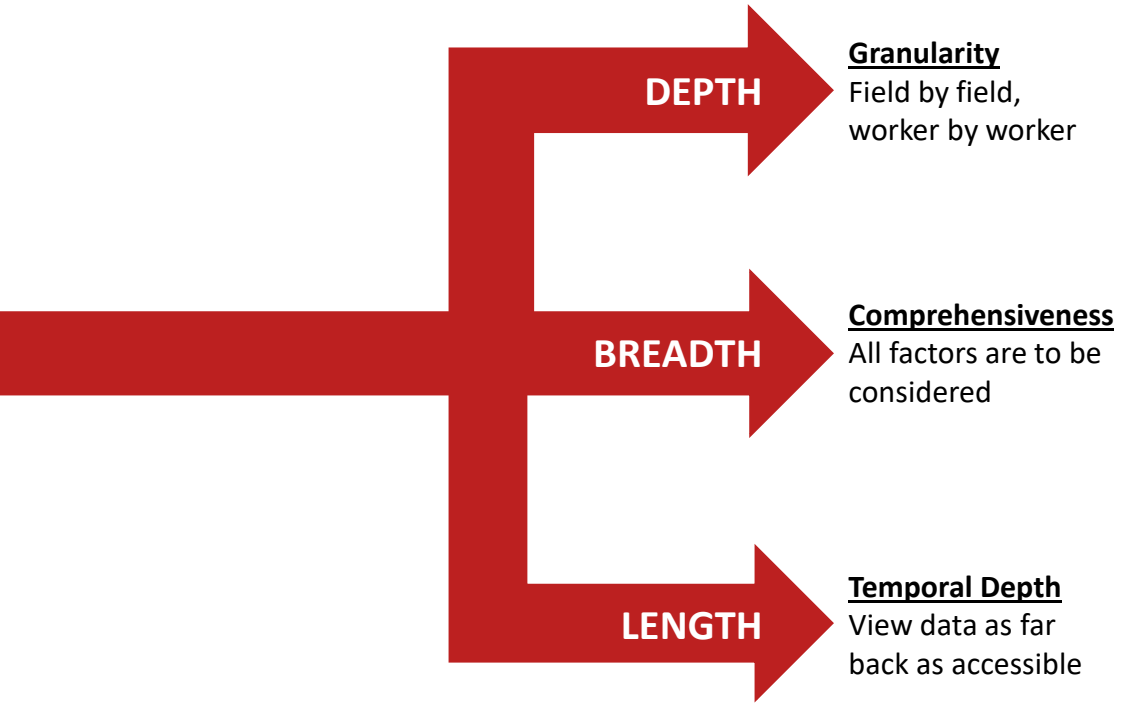 DEPTH
Granularity
Field by field,
worker by worker
BREADTH
Comprehensiveness
All factors are to be
considered
LENGTH
Temporal Depth
View data as far
back as accessible